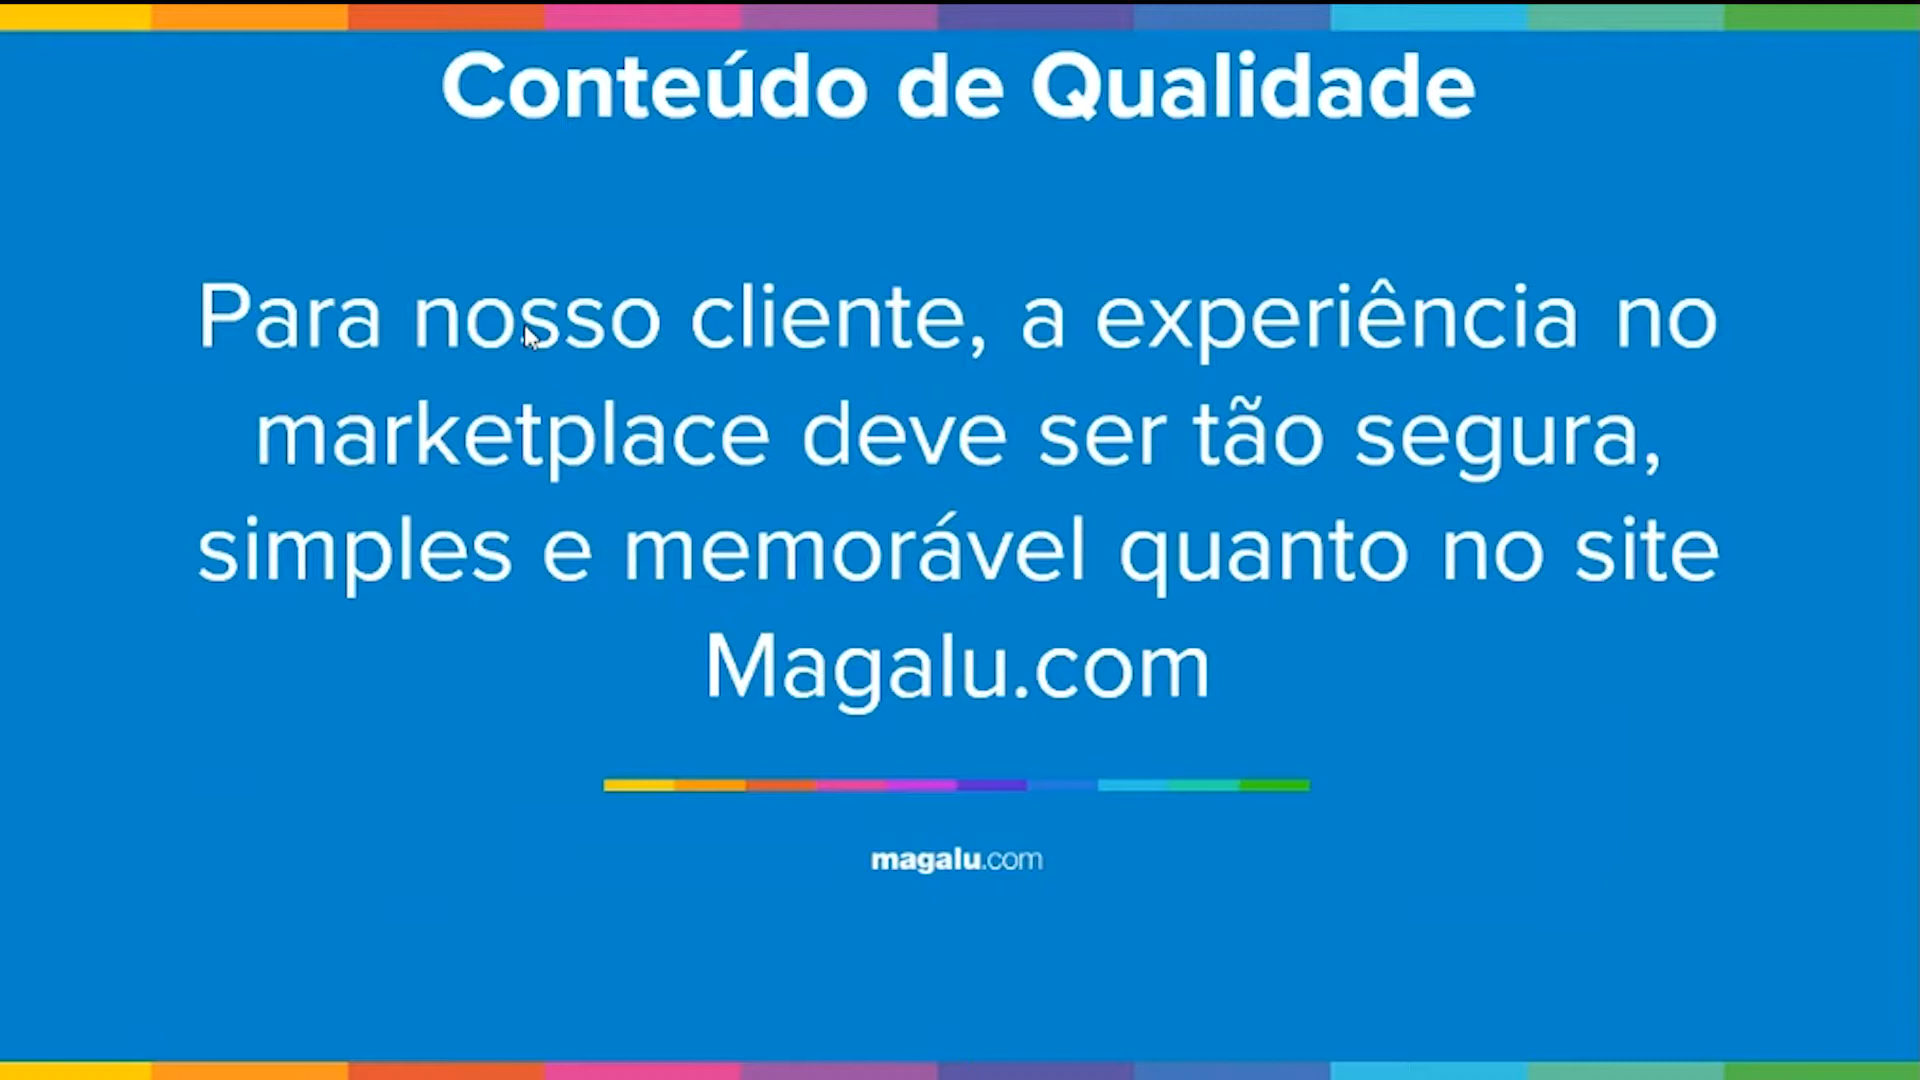 Conteúdo de Qualidade
Para nosso cliente, a experiência no
marketplace deve ser tão segura,
simples e memorável quanto no site
Magalu.com
magalu.com